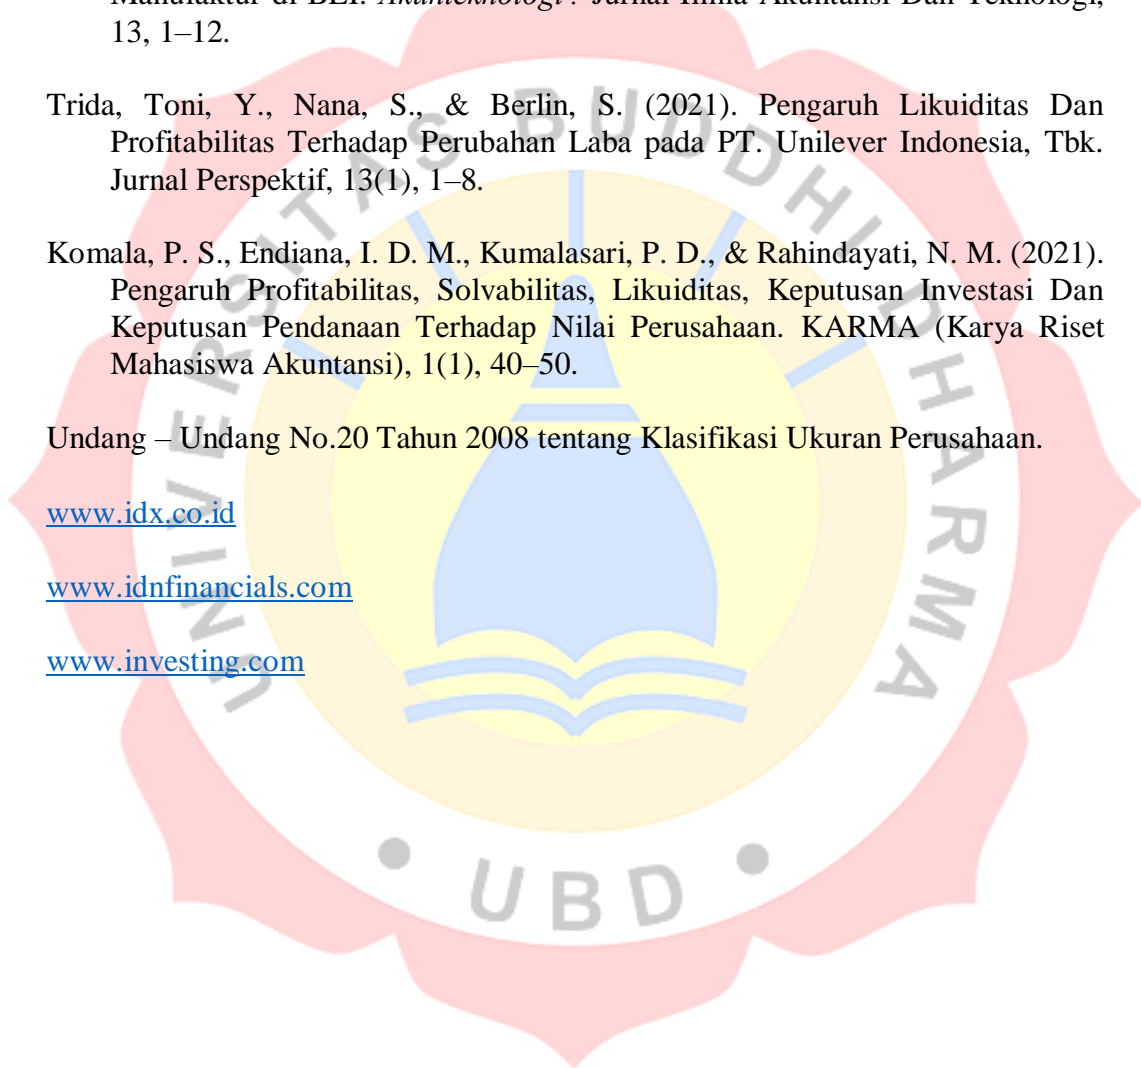 Manufaktur di BEI. Akunteknologi : Jurnal Ilmia Akuntansi Dan Teknologi,
13, 1–12.
Trida, Toni, Y., Nana, S., & Berlin, S. (2021). Pengaruh Likuiditas Dan
Profitabilitas Terhadap Perubahan Laba pada PT. Unilever Indonesia, Tbk.
Jurnal Perspektif, 13(1), 1–8.
Komala, P. S., Endiana, I. D. M., Kumalasari, P. D., & Rahindayati, N. M. (2021).
Pengaruh Profitabilitas, Solvabilitas, Likuiditas, Keputusan Investasi Dan
Keputusan Pendanaan Terhadap Nilai Perusahaan. KARMA (Karya Riset
Mahasiswa Akuntansi), 1(1), 40–50.
Undang – Undang No.20 Tahun 2008 tentang Klasifikasi Ukuran Perusahaan.
www.idx.co.id
www.idnfinancials.com
www.investing.com
UNIVERSITAS BUDDHI DHARMA
• UBD •